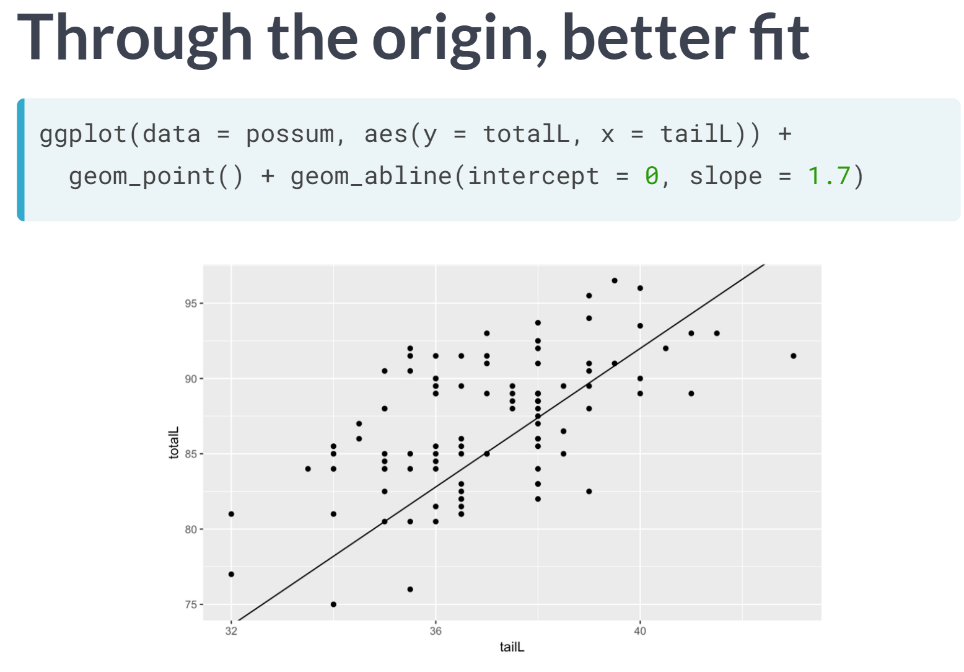 Through the origin, better fit
ggplot(data = possum, aes(y = totalL, x = tailL)) +
  geom_point() + geom_abline(intercept = 0, slope = 1.7)
95
90
85
80
75
totalL
32 36 40
tailL